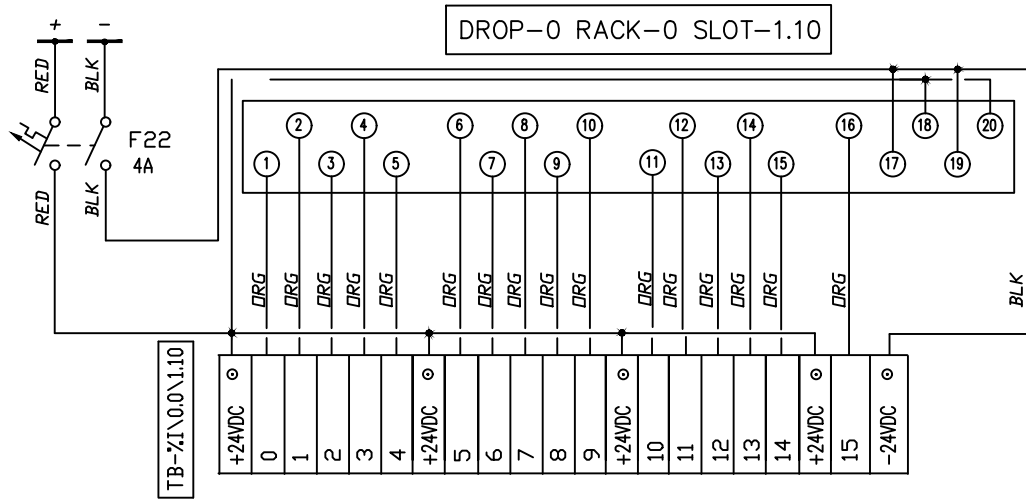 DROP-0 RACK-0 SLOT-1.10
+ -
RED BLK
F22
4A
RED BLK
2 4 6 8 10 12 14 16 18 20
1 3 5 7 9 11 13 15 17 19
ORG ORG ORG ORG ORG ORG ORG ORG ORG ORG ORG ORG ORG ORG ORG ORG BLK
TB-%I\0.0\1.10
+24VDC 0 1 2 3 4 +24VDC 5 6 7 8 9 +24VDC 10 11 12 13 14 +24VDC 15 -24VDC